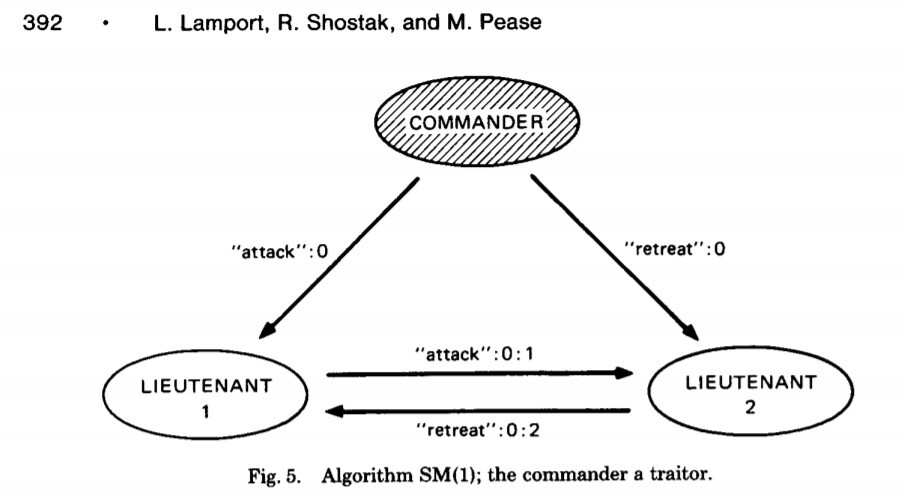 392 • L. Lamport, R. Shostak, and M. Pease
COMMANDER
"attack":0
"retreat":0
"attack":0:1
LIEUTENANT
1
LIEUTENANT
2
"retreat":0:2
Fig. 5. Algorithm SM(1); the commander a traitor.